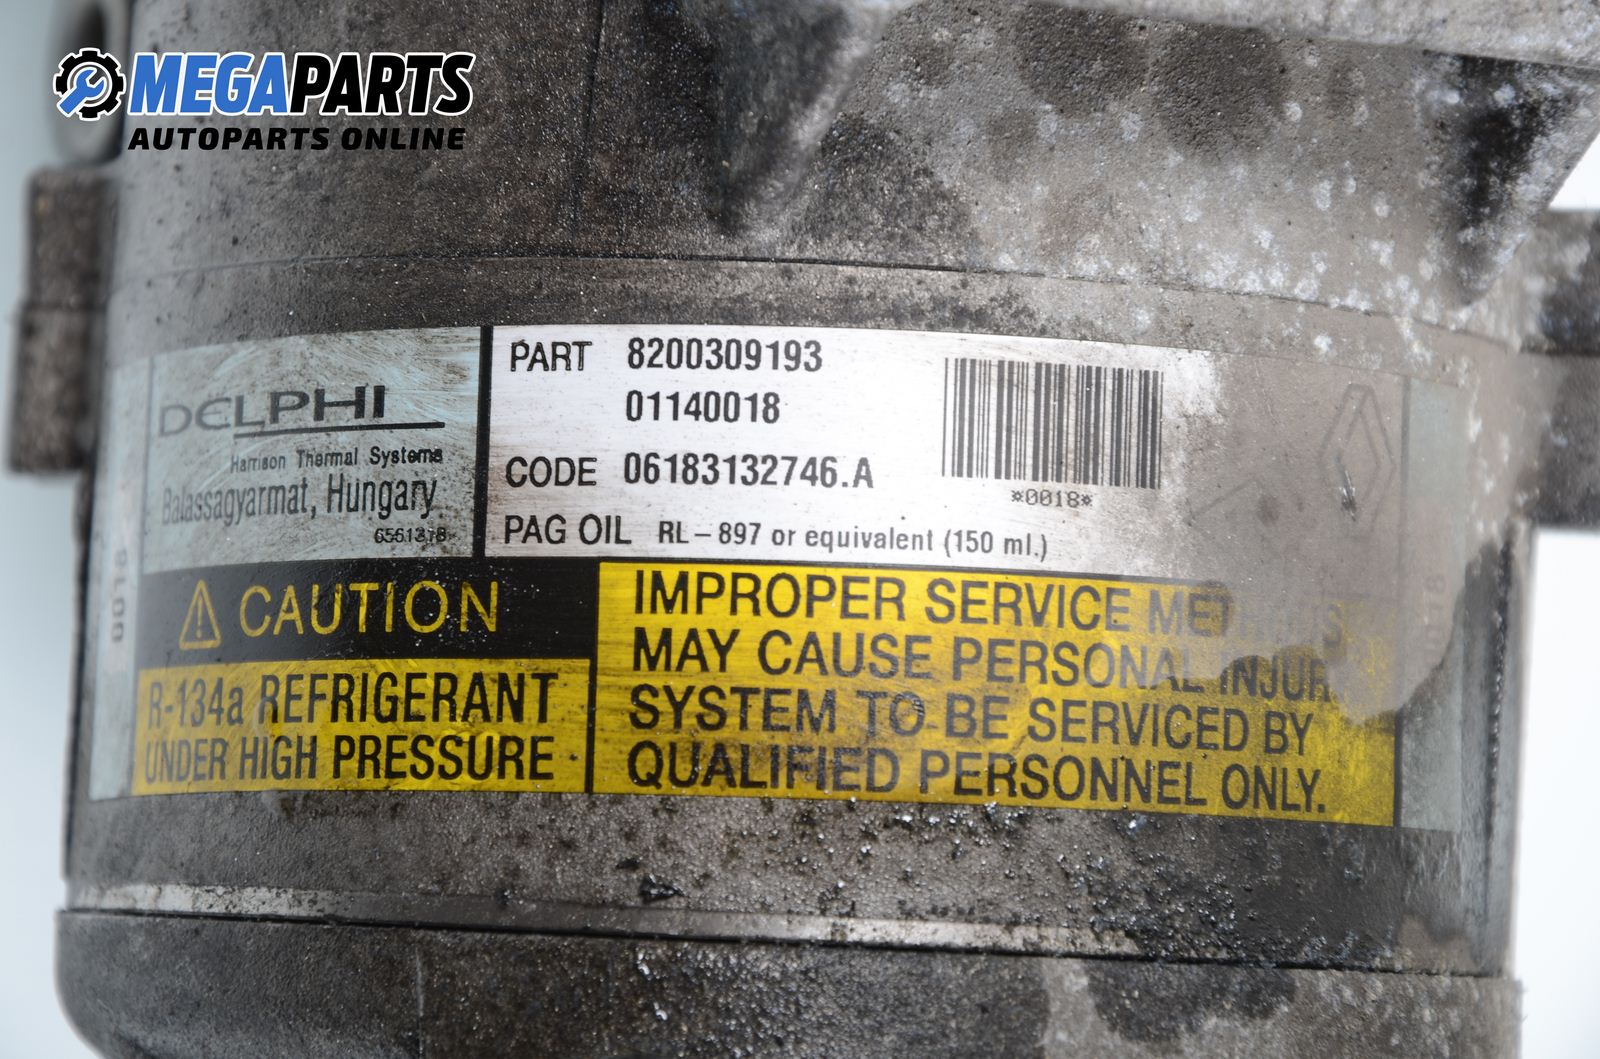 MEGAPARTS
AUTOPARTS ONLINE
DELPHI
Harrison Thermal Systems
Balassagyarmat, Hungary
PART 8200309193
01140018
CODE 06183132746.A
*0018*
PAG OIL RL-897 or equivalent (150 ml.)
0018
CAUTION
R-134a REFRIGERANT
UNDER HIGH PRESSURE
IMPROPER SERVICE
MAY CAUSE PERSONAL
SYSTEM TO BE SERVICED BY
QUALIFIED PERSONNEL ONLY.